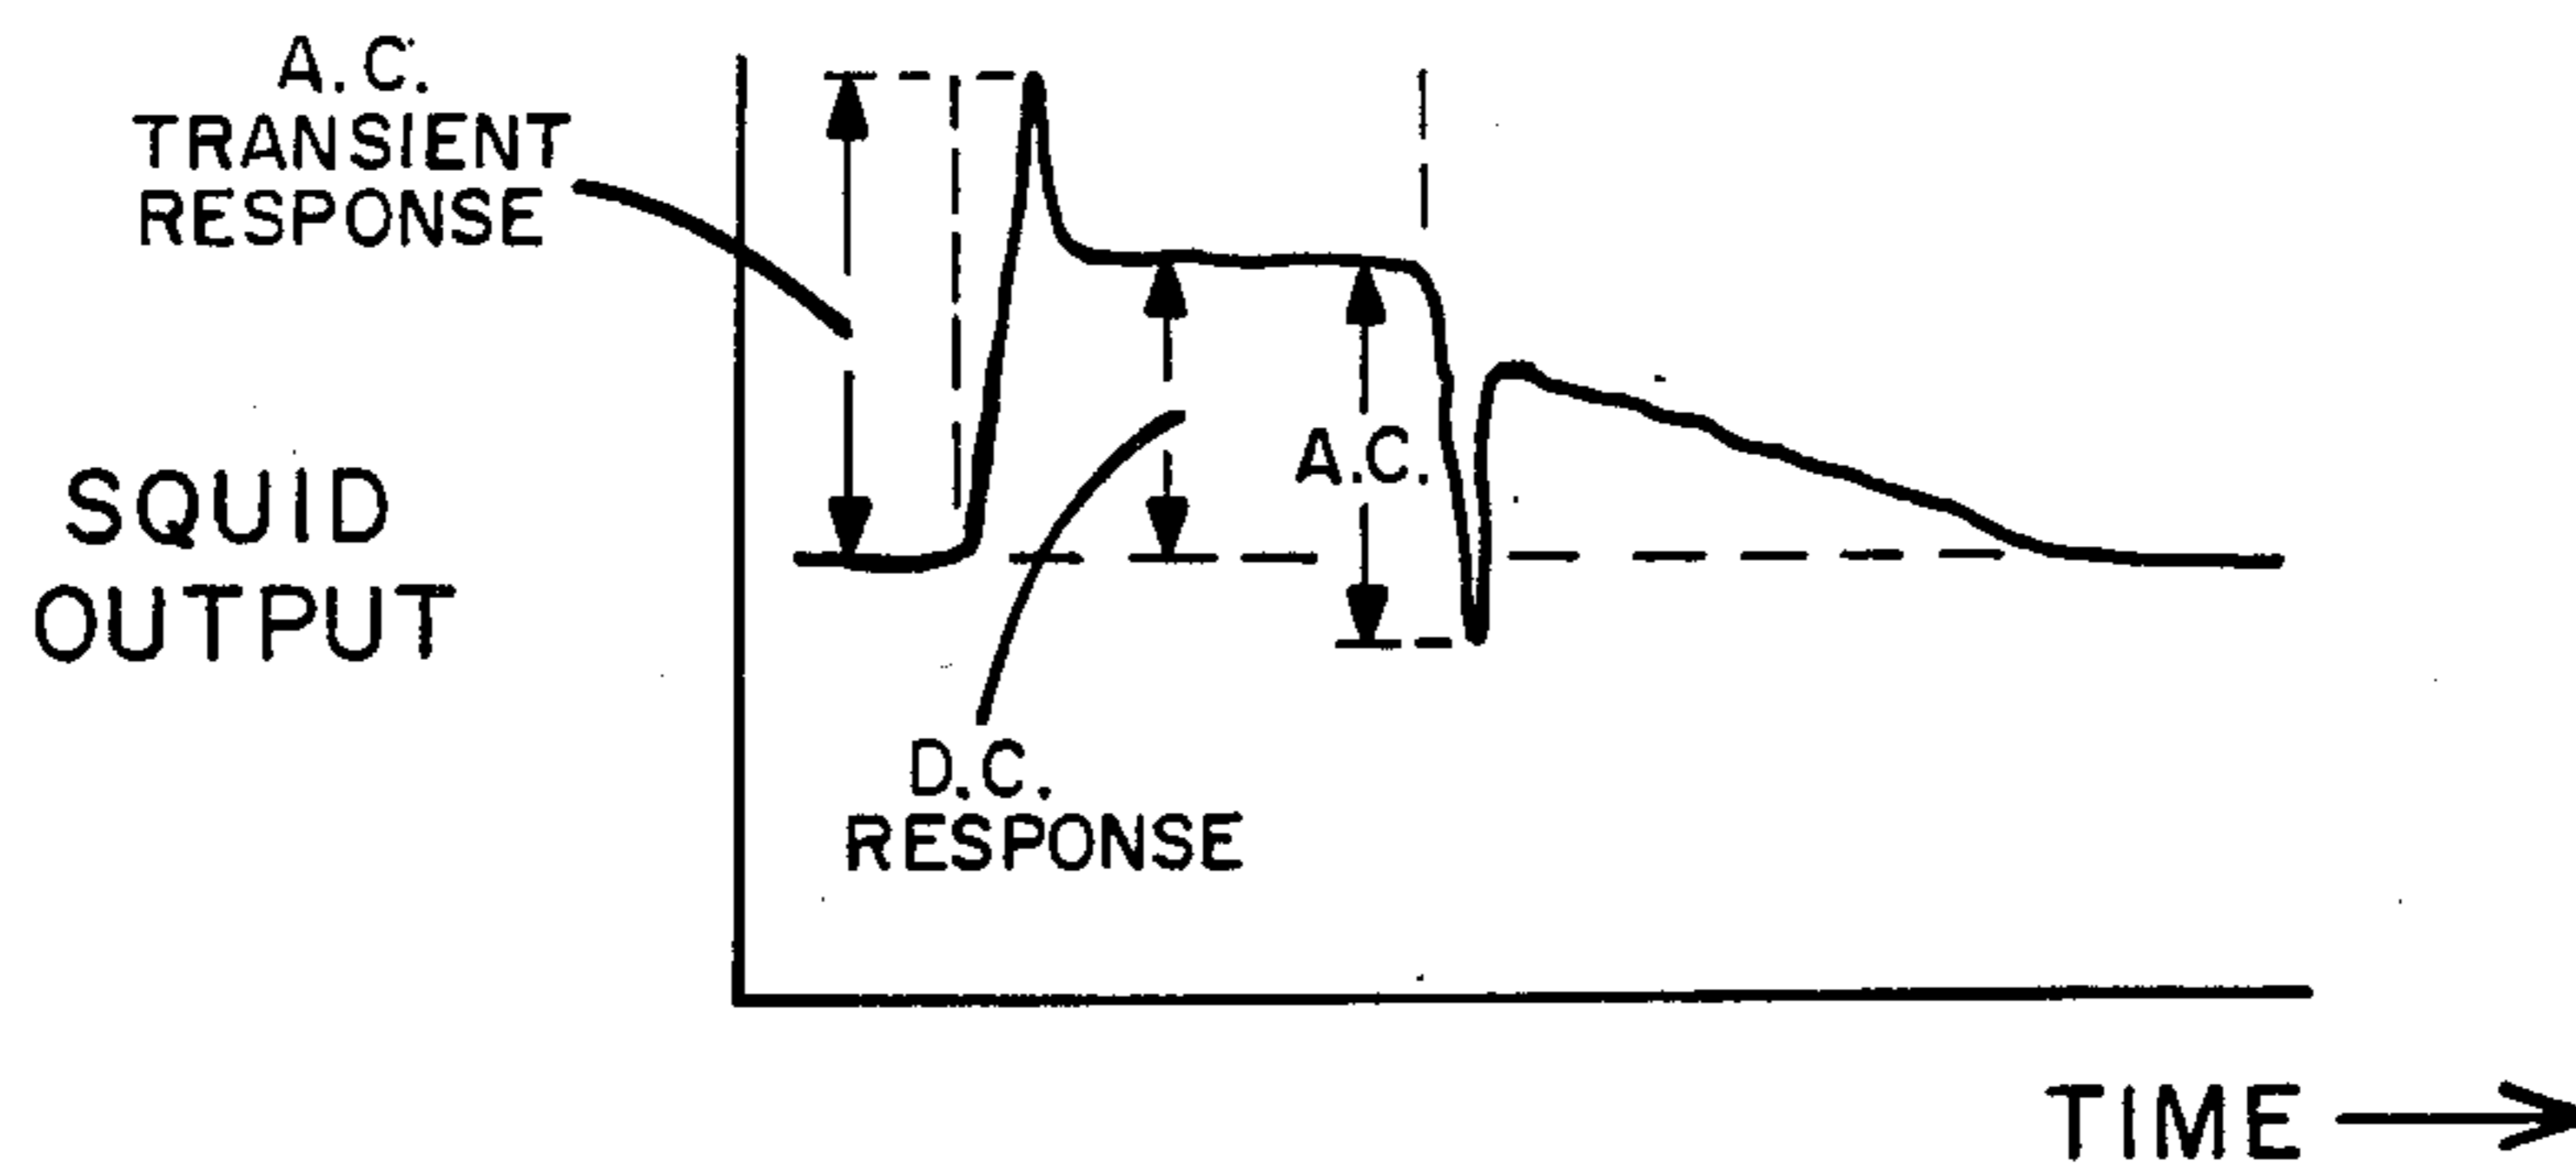 A.C.
TRANSIENT
RESPONSE
SQUID
OUTPUT
A.C.
D.C.
RESPONSE
TIME